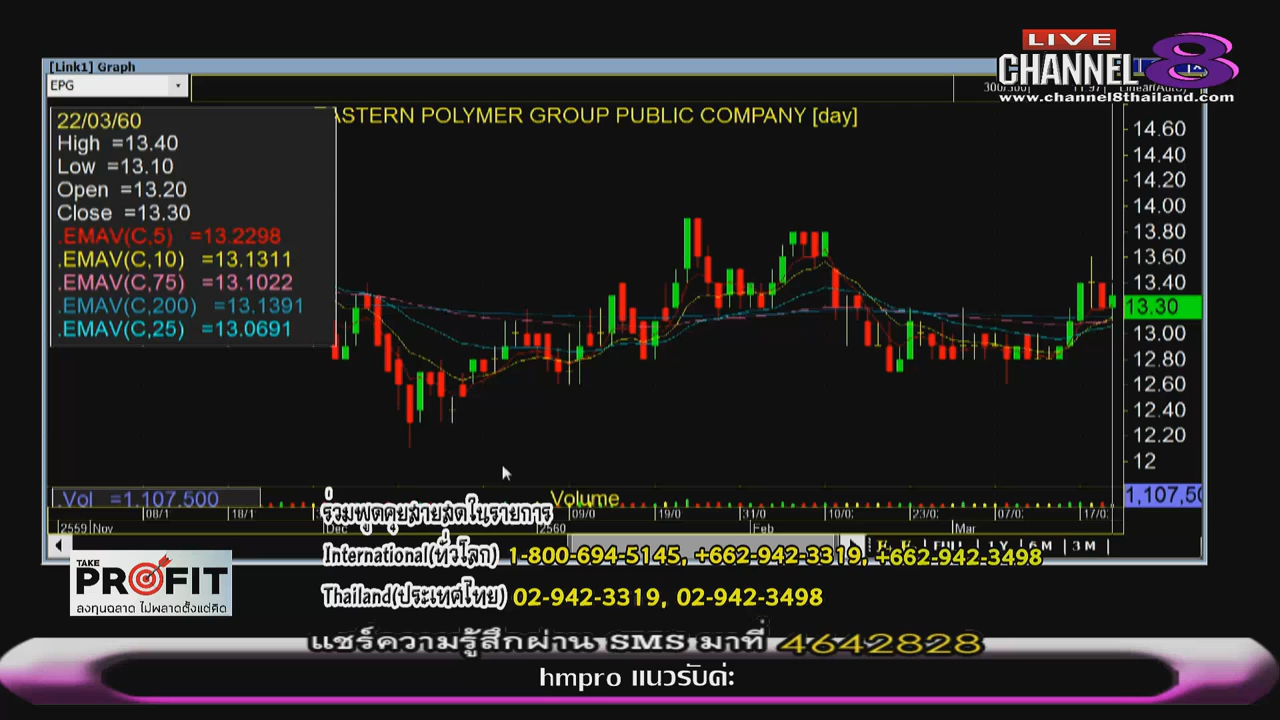 LIVE
CHANNEL 8
www.channel8thailand.com
[Link1] Graph
EPG
300/300
ASTERN POLYMER GROUP PUBLIC COMPANY [day]
22/03/60
High =13.40
Low =13.10
Open =13.20
Close =13.30
.EMAV(C,5) =13.2298
.EMAV(C,10) =13.1311
.EMAV(C,75) =13.1022
.EMAV(C,200) =13.1391
.EMAV(C,25) =13.0691
14.60
14.40
14.20
14.00
13.80
13.60
13.40
13.30
13.00
12.80
12.60
12.40
12.20
12
.Vol =1,107,500
Volume
1,107,50
08/1 18/1 09/0 19/0 31/0 10/0 23/0 07/0 17/0
2559 Nov Dec 2560 Feb Mar
1 Y 6 M 3 M
ร่วมพูดคุยสายสดในรายการ
International(ทั่วโลก) 1-800-694-5145, +662-942-3319, +662-942-3498
Thailand(ประเทศไทย) 02-942-3319, 02-942-3498
TAKE
PROFIT
ลงทุนฉลาด ไม่พลาดตั้งแต่คิด
แชร์ความรู้สึกผ่าน SMS มาที่ 4642828
hmpro แนวรับค่ะ